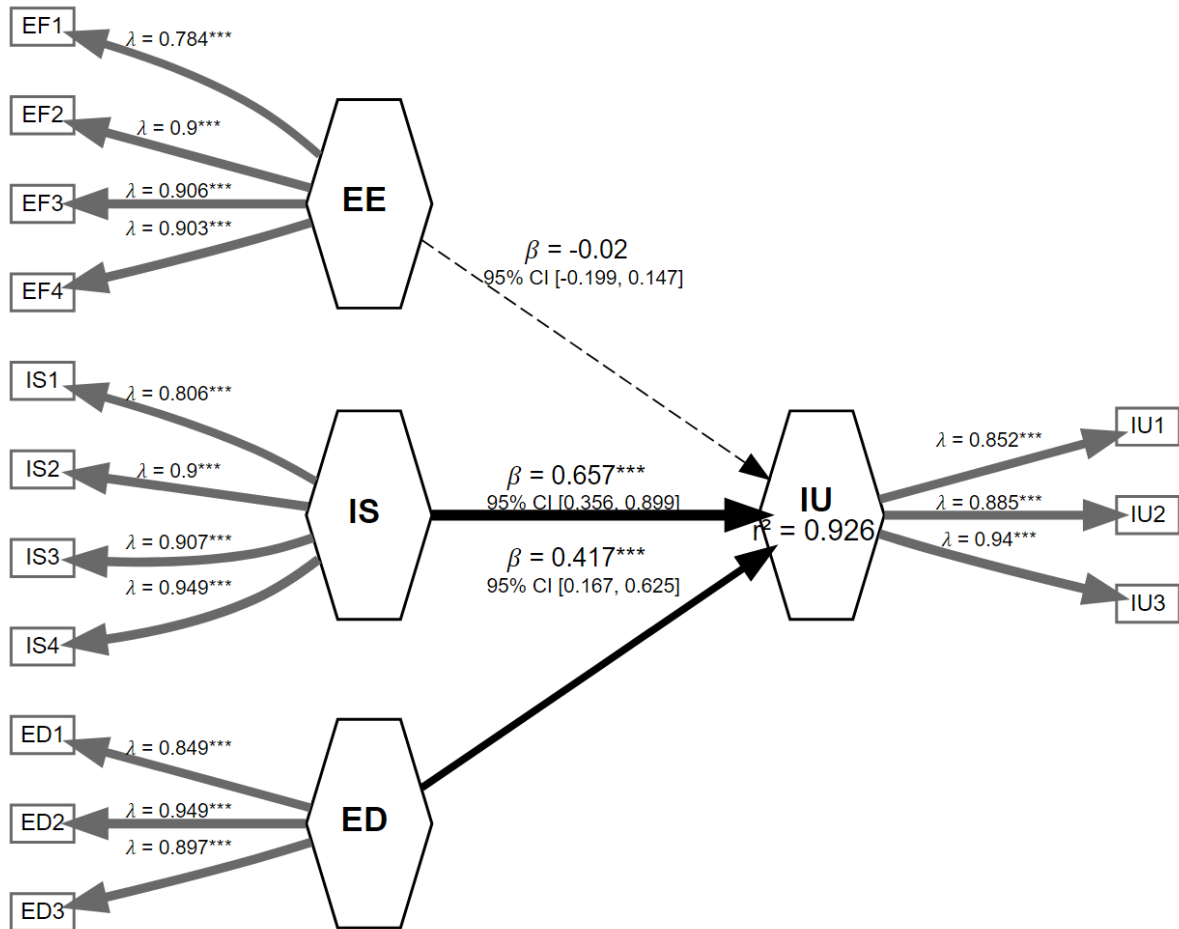 EF1
λ = 0.784***
EF2
λ = 0.9***
EF3
λ = 0.906***
λ = 0.903***
EF4
EE
β = -0.02
95% CI [-0.199, 0.147]
IS1
λ = 0.806***
IS2
λ = 0.9***
IS3
λ = 0.907***
λ = 0.949***
IS4
IS
β = 0.657***
95% CI [0.356, 0.899]
β = 0.417***
95% CI [0.167, 0.625]
IU
r² = 0.926
λ = 0.852***
IU1
λ = 0.885***
IU2
λ = 0.94***
IU3
ED1
λ = 0.849***
ED2
λ = 0.949***
λ = 0.897***
ED3
ED